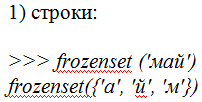 1) строки:
>>> frozenset ('май')
frozenset({'а', 'й', 'м'})